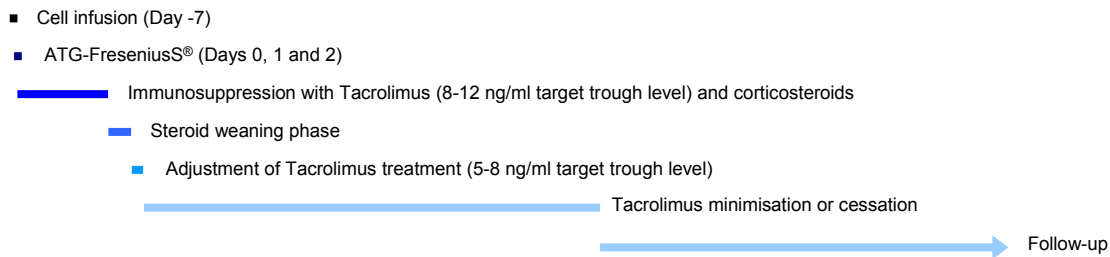 Cell infusion (Day -7)
ATG-FreseniusS® (Days 0, 1 and 2)
Immunosuppression with Tacrolimus (8-12 ng/ml target trough level) and corticosteroids
Steroid weaning phase
Adjustment of Tacrolimus treatment (5-8 ng/ml target trough level)
Tacrolimus minimisation or cessation
Follow-up